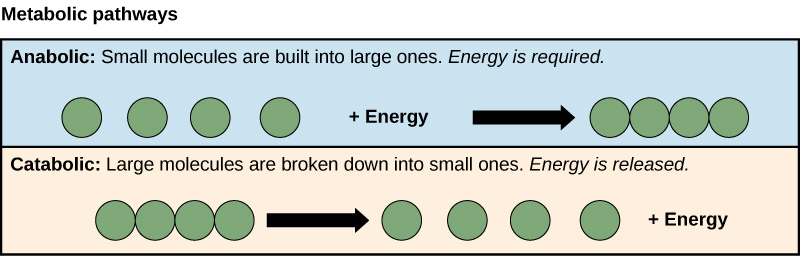 Metabolic pathways
Anabolic: Small molecules are built into large ones. Energy is required.
+ Energy
Catabolic: Large molecules are broken down into small ones. Energy is released.
+ Energy